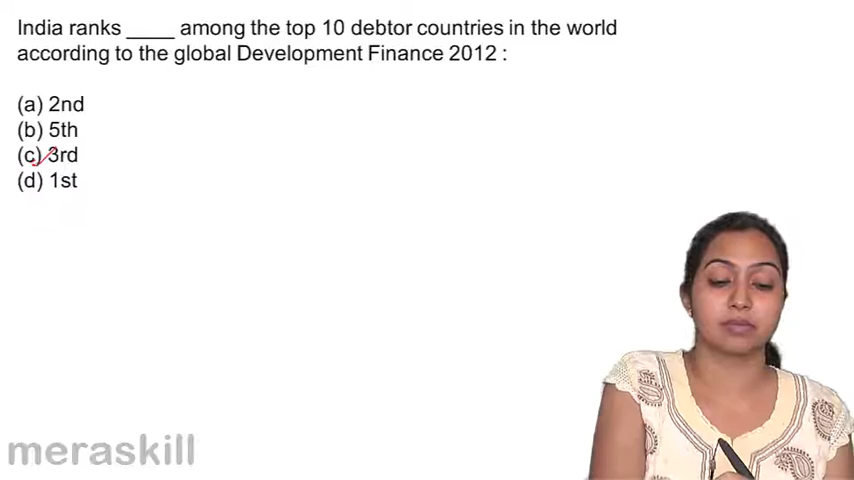 India ranks ____ among the top 10 debtor countries in the world
according to the global Development Finance 2012 :
(a) 2nd
(b) 5th
(c) 3rd
(d) 1st
meraskill